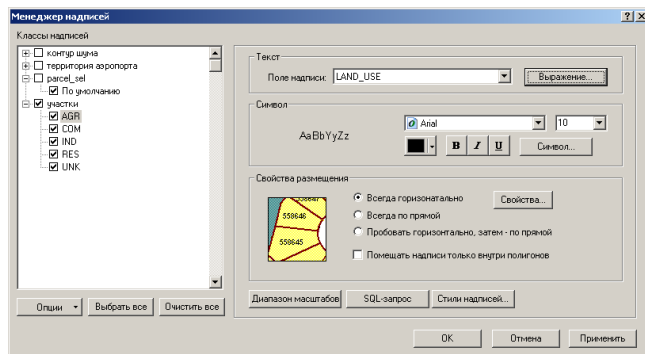 Менеджер надписей
Классы надписей
контур шума
территория аэропорта
parcel_sel
По умолчанию
участки
AGR
COM
IND
RES
UNK
Опции
Выбрать все
Очистить все
Текст
Поле надписи: LAND_USE
Выражение...
Символ
AaBbYyZz
Arial 10
B I U
Символ...
Свойства размещения
558647
558646
558645
Всегда горизонатально
Всегда по прямой
Пробовать горизонтально, затем - по прямой
Помещать надписи только внутри полигонов
Свойства...
Диапазон масштабов
SQL-запрос
Стили надписей...
OK
Отмена
Применить